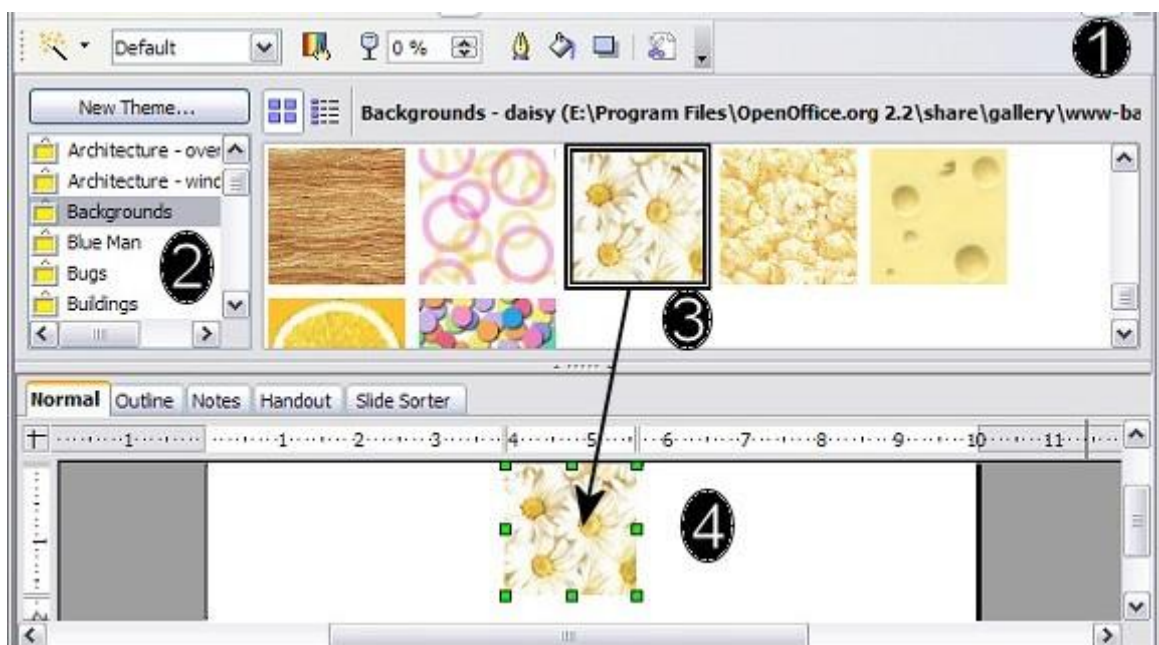 Default 0 % 1
New Theme... Backgrounds - daisy (E:\Program Files\OpenOffice.org 2.2\share\gallery\www-ba
Architecture - over
Architecture - wind
Backgrounds
Blue Man
Bugs
Buildings
2
3
Normal Outline Notes Handout Slide Sorter
1 1 2 3 4 5 6 7 8 9 10 11
4
1